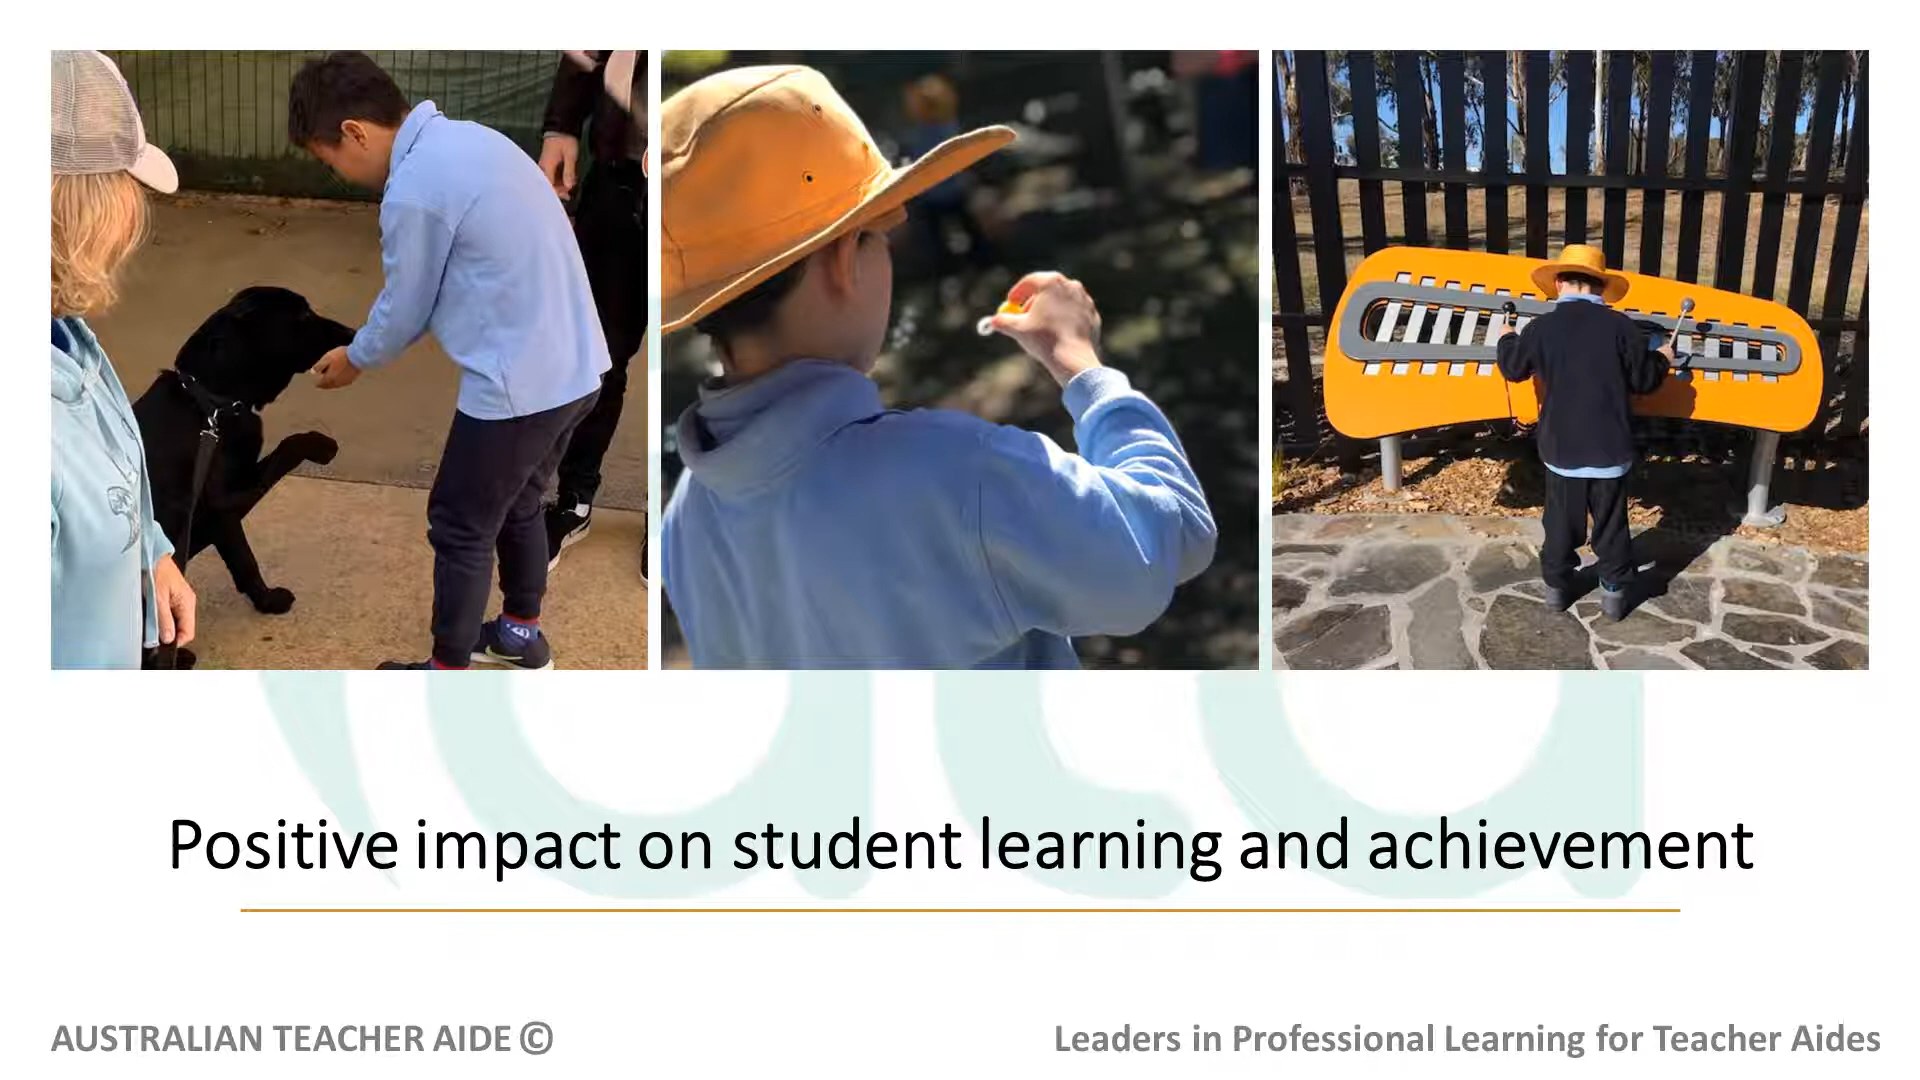 Positive impact on student learning and achievement
AUSTRALIAN TEACHER AIDE ©
Leaders in Professional Learning for Teacher Aides